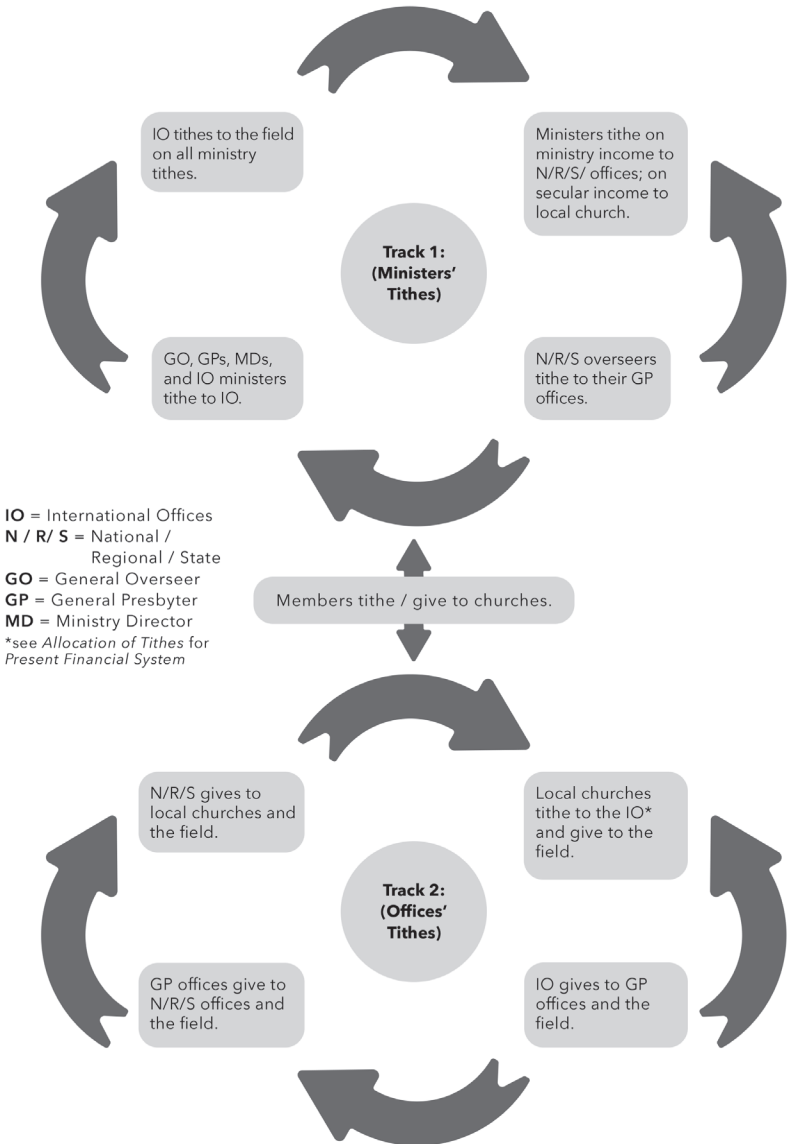 IO tithes to the field
on all ministry
tithes.
Ministers tithe on
ministry income to
N/R/S/ offices; on
secular income to
local church.
Track 1:
(Ministers’
Tithes)
GO, GPs, MDs,
and IO ministers
tithe to IO.
N/R/S overseers
tithe to their GP
offices.
IO = International Offices
N / R/ S = National /
Regional / State
GO = General Overseer
GP = General Presbyter
MD = Ministry Director
*see Allocation of Tithes for
Present Financial System
Members tithe / give to churches.
N/R/S gives to
local churches and
the field.
Local churches
tithe to the IO*
and give to the
field.
Track 2:
(Offices’
Tithes)
GP offices give to
N/R/S offices and
the field.
IO gives to GP
offices and the
field.